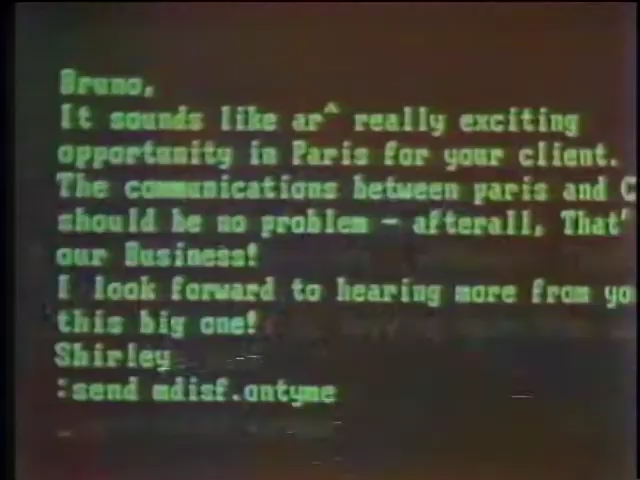 Bruno,
It sounds like ar^ really exciting
opportunity in Paris for your client.
The communications between paris and C
should be no problem - afterall, That'
our Business!
I look forward to hearing more from yo
this big one!
Shirley
:send mdisf.ontyme